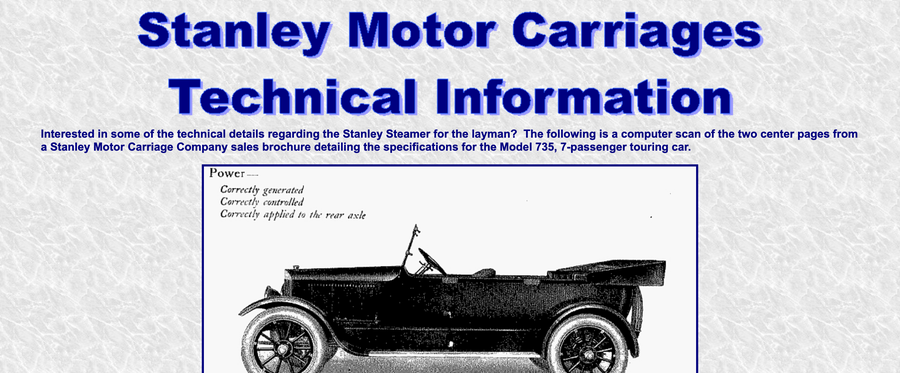 Stanley Motor Carriages
Technical Information
Interested in some of the technical details regarding the Stanley Steamer for the layman?  The following is a computer scan of the two center pages from
a Stanley Motor Carriage Company sales brochure detailing the specifications for the Model 735, 7-passenger touring car.
Power—
Correctly generated
Correctly controlled
Correctly applied to the rear axle